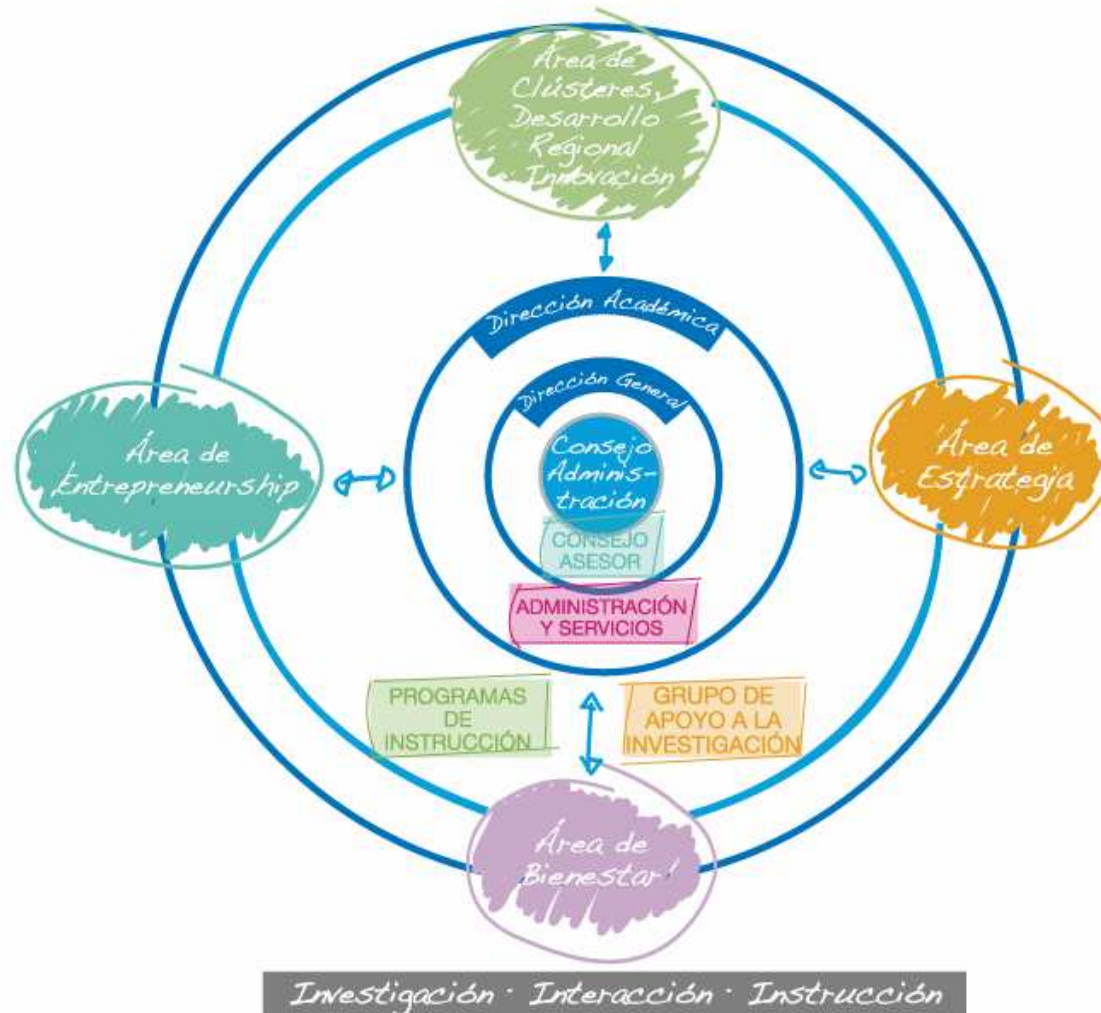 Área de
Clústeres,
Desarrollo
Regional
Innovación
Dirección Académica
Dirección General
Consejo
Adminis-
tración
CONSEJO
ASESOR
ADMINISTRACIÓN
Y SERVICIOS
Área de
Entrepreneurship
Área de
Estrategia
PROGRAMAS
DE
INSTRUCCIÓN
GRUPO DE
APOYO A LA
INVESTIGACIÓN
Área de
Bienestar
Investigación · Interacción · Instrucción